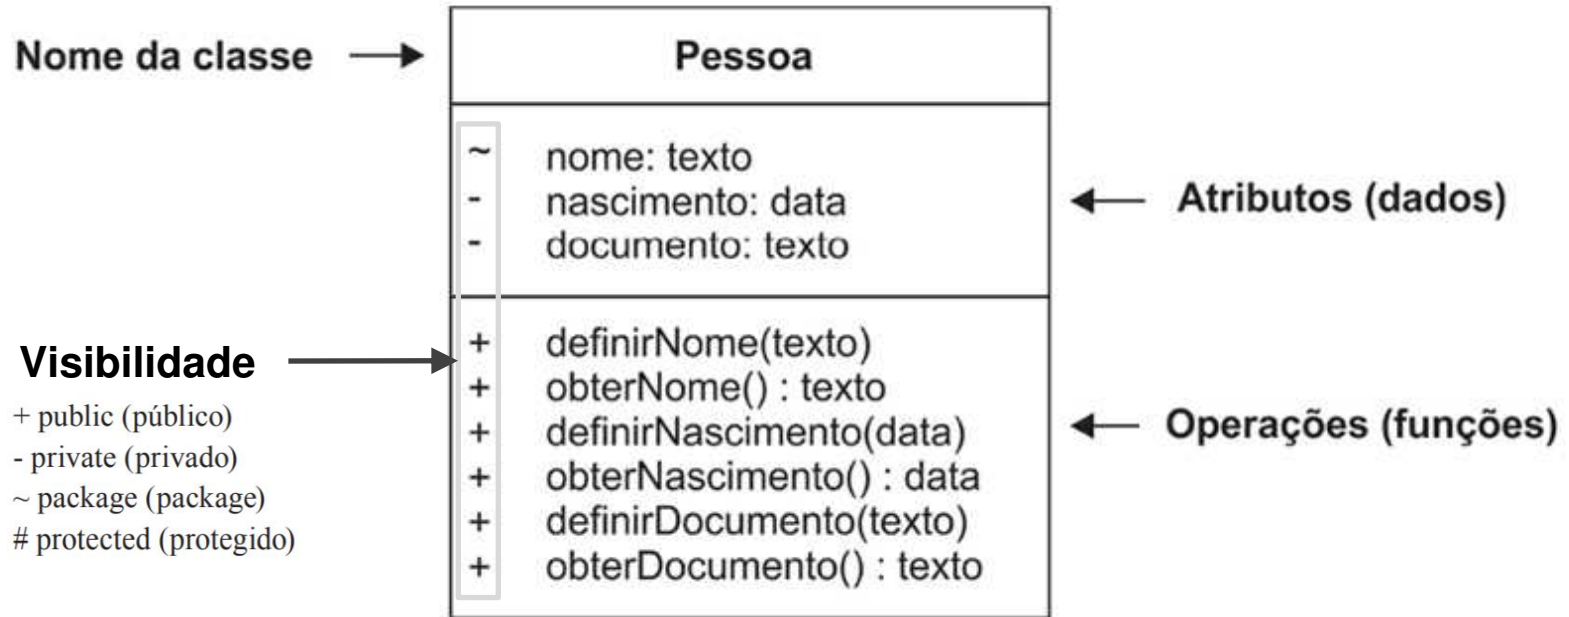 Nome da classe
Pessoa
~ nome: texto
- nascimento: data
- documento: texto
Atributos (dados)
Visibilidade
+ public (público)
- private (privado)
~ package (package)
# protected (protegido)
+ definirNome(texto)
+ obterNome() : texto
+ definirNascimento(data)
+ obterNascimento() : data
+ definirDocumento(texto)
+ obterDocumento() : texto
Operações (funções)